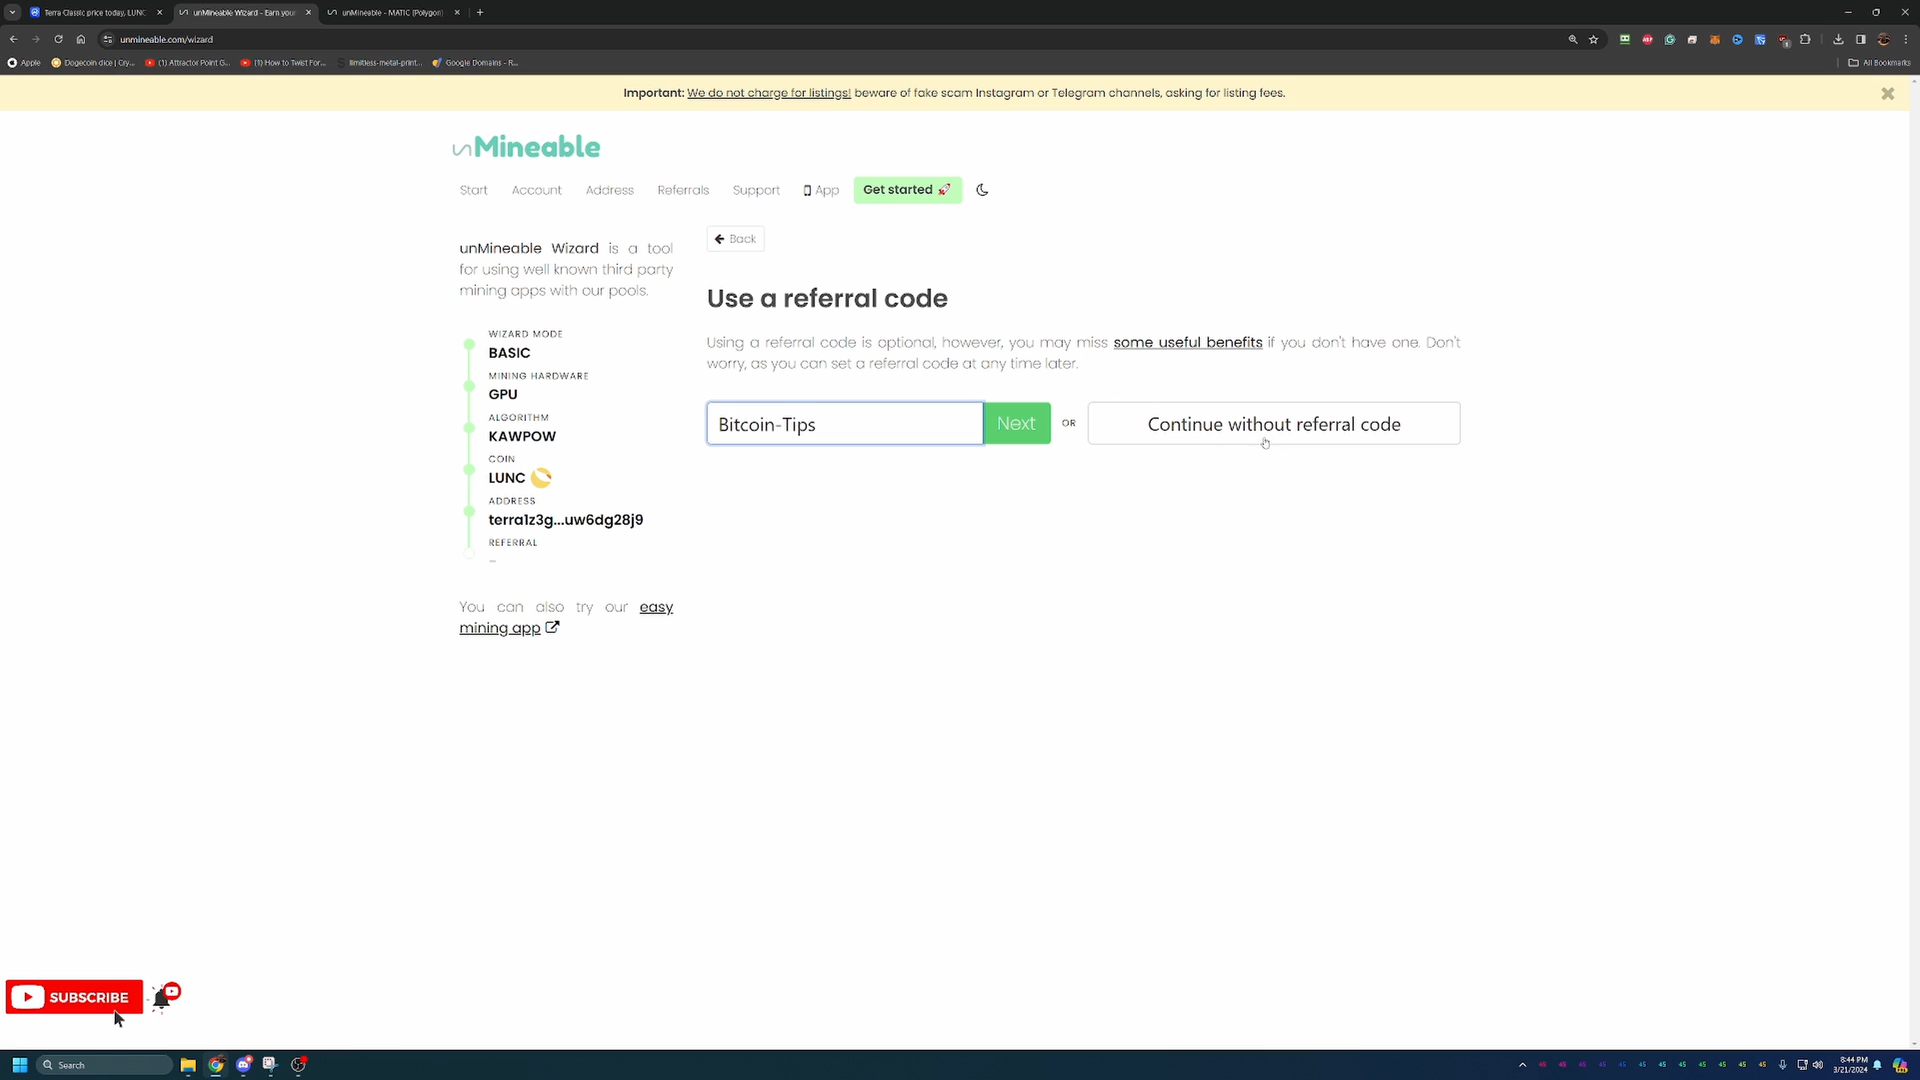 Terra Classic price today, LUNC
unMineable Wizard - Earn your
unMineable - MATIC (Polygon)
unmineable.com/wizard
Apple
Dogecoin dice | Cry...
(1) Attractor Point G...
(1) How to Twist For...
limitless-metal-print...
Google Domains - R...
All Bookmarks
Important: We do not charge for listings! beware of fake scam Instagram or Telegram channels, asking for listing fees.
unMineable
Start
Account
Address
Referrals
Support
App
Get started
Back
unMineable Wizard is a tool
for using well known third party
mining apps with our pools.
Use a referral code
Using a referral code is optional, however, you may miss some useful benefits if you don't have one. Don't
worry, as you can set a referral code at any time later.
WIZARD MODE
BASIC
MINING HARDWARE
GPU
ALGORITHM
KAWPOW
COIN
LUNC
ADDRESS
terra1z3g...uw6dg28j9
REFERRAL
–
Bitcoin-Tips
Next
OR
Continue without referral code
You can also try our easy
mining app
SUBSCRIBE
Search
8:44 PM
3/21/2024